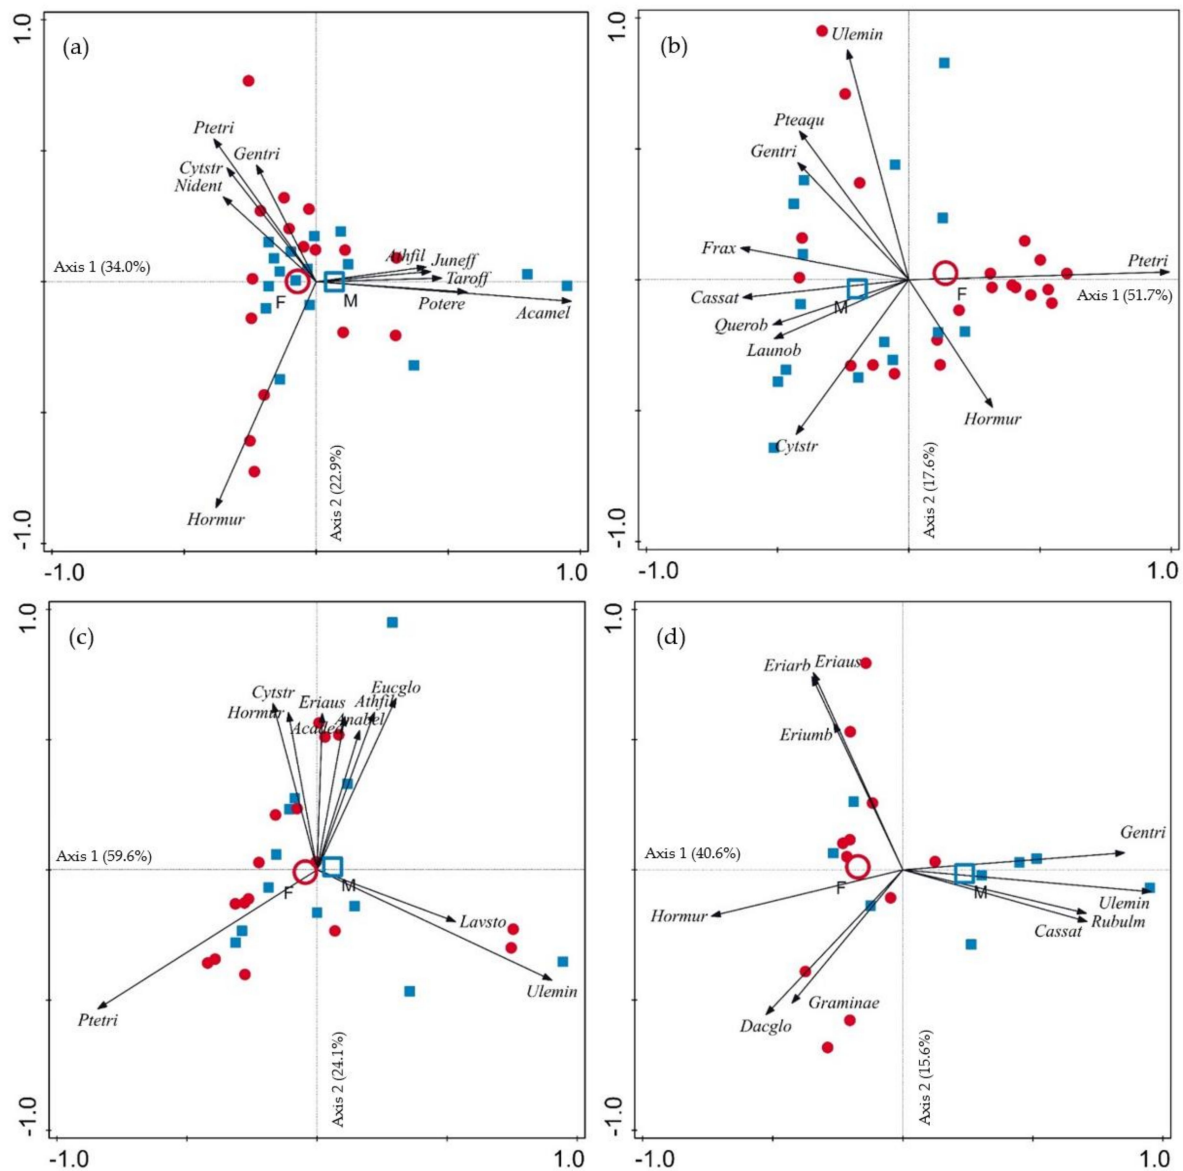 1.0
(a)
Ptetri
Gentri
Cytstr
Nident
Axis 1 (34.0%)
Athfil
Juneff
Taroff
F
M
Potere
Acamel
Hormur
Axis 2 (22.9%)
-1.0
-1.0
1.0
1.0
(b)
Ulemin
Pteaqu
Gentri
Frax
Ptetri
Cassat
F
Axis 1 (51.7%)
M
Querob
Launob
Hormur
Cytstr
Axis 2 (17.6%)
-1.0
-1.0
1.0
1.0
(c)
Cytstr
Eriaus
Eucglo
Athfil
Hormur
Anabel
Axis 1 (59.6%)
F
M
Lavsto
Ulemin
Ptetri
Axis 2 (24.1%)
-1.0
-1.0
1.0
1.0
(d)
Eriarb
Eriaus
Eriumb
Gentri
Axis 1 (40.6%)
F
M
Hormur
Ulemin
Rubulm
Cassat
Graminae
Dacglo
Axis 2 (15.6%)
-1.0
-1.0
1.0